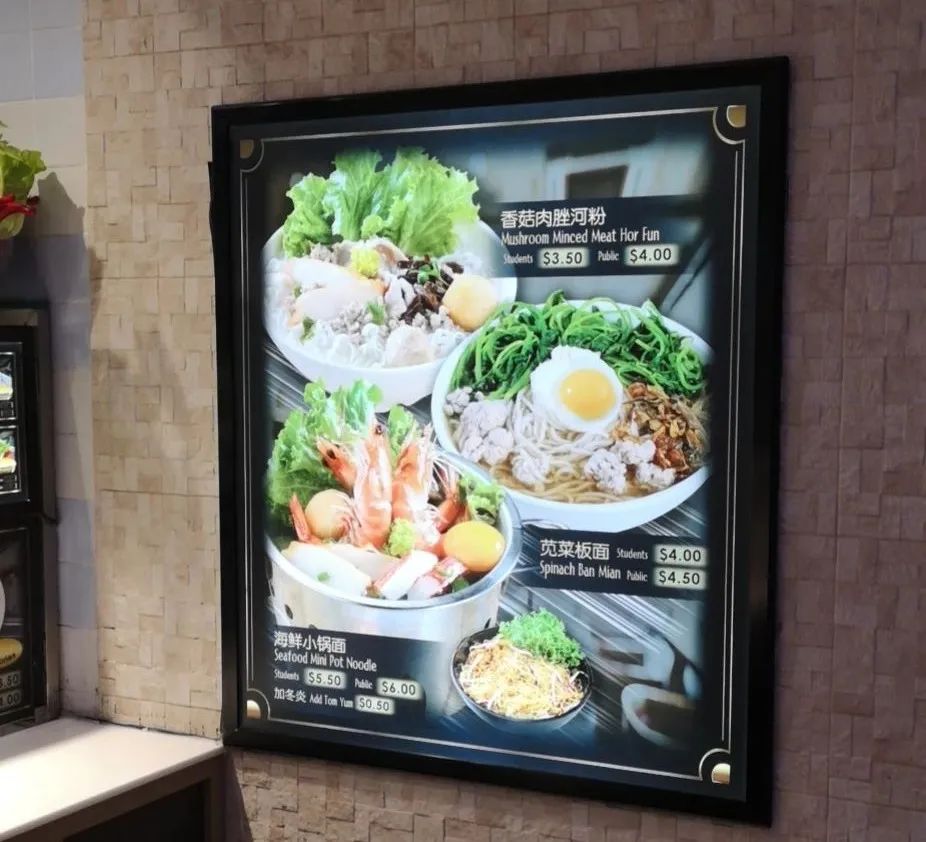 香菇肉脞河粉
Mushroom Minced Meat Hor Fun
Students $3.50 Public $4.00
苋菜板面 Students $4.00
Spinach Ban Mian Public $4.50
海鲜小锅面
Seafood Mini Pot Noodle
Students $5.50 Public $6.00
加冬炎 Add Tom Yum $0.50